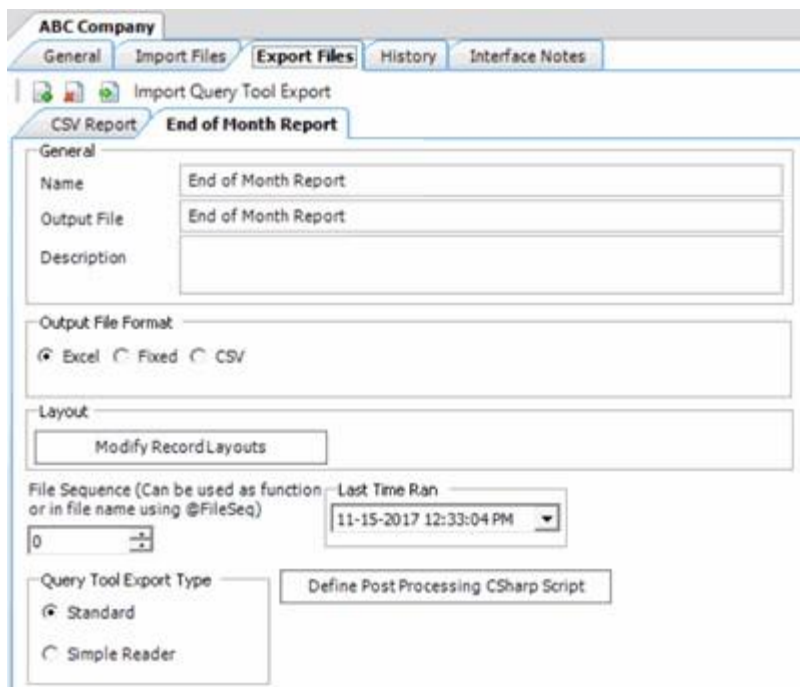 ABC Company
General Import Files Export Files History Interface Notes
Import Query Tool Export
CSV Report End of Month Report
General
Name End of Month Report
Output File End of Month Report
Description
Output File Format
Excel Fixed CSV
Layout
Modify Record Layouts
File Sequence (Can be used as function
or in file name using @FileSeq)
Last Time Ran
11-15-2017 12:33:04 PM
0
Query Tool Export Type
Define Post Processing CSharp Script
Standard
Simple Reader